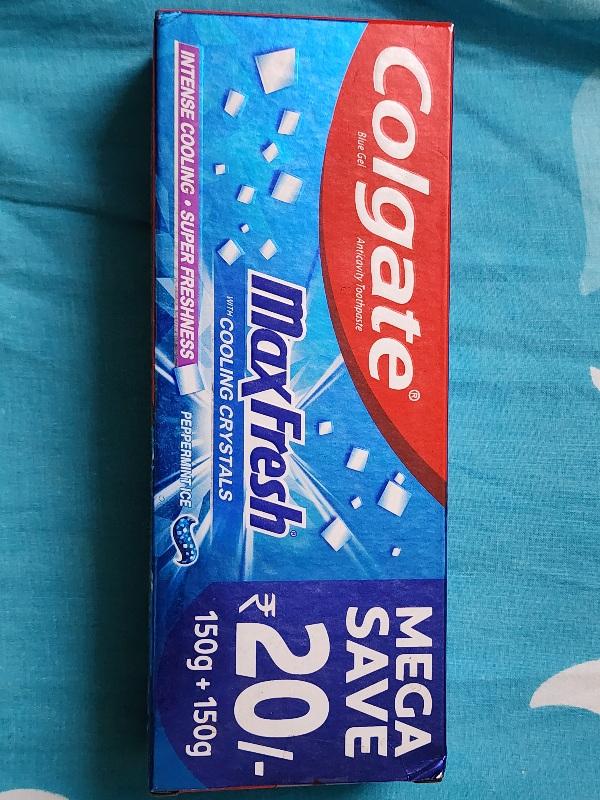 Colgate®
Blue Gel Anticavity Toothpaste
MaxFresh®
WITH COOLING CRYSTALS
INTENSE COOLING • SUPER FRESHNESS
PEPPERMINT ICE
MEGA
SAVE
₹20/-
150g + 150g